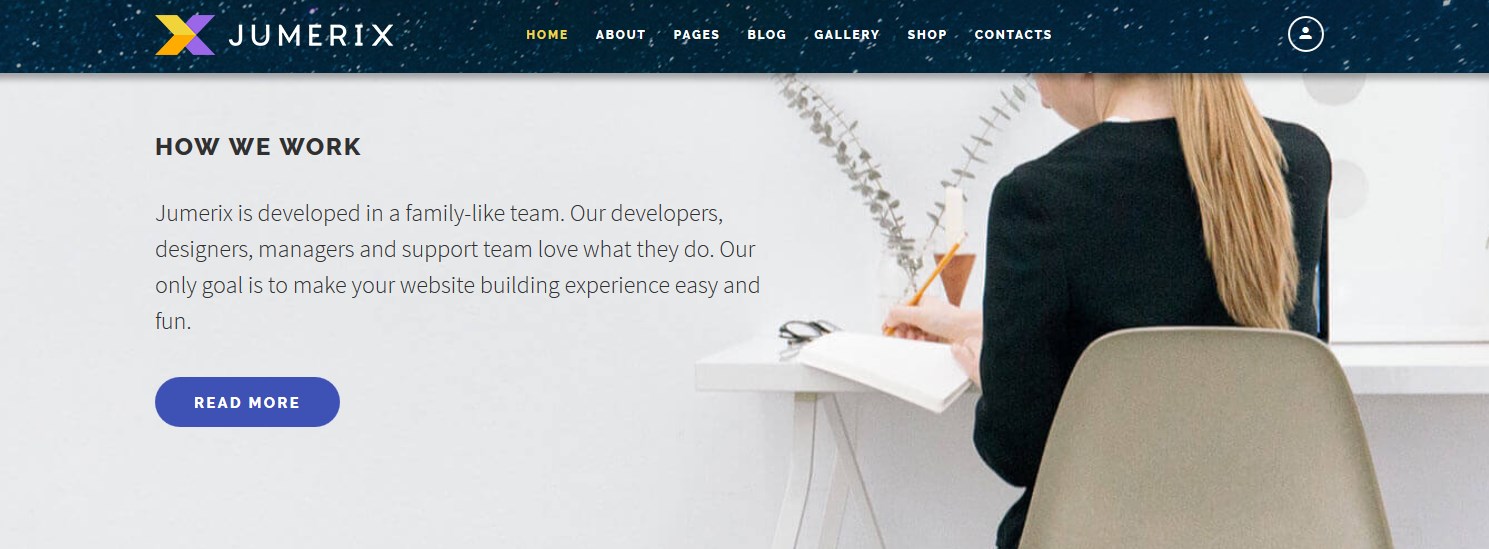 JUMERIX
HOME ABOUT PAGES BLOG GALLERY SHOP CONTACTS
HOW WE WORK
Jumerix is developed in a family-like team. Our developers,
designers, managers and support team love what they do. Our
only goal is to make your website building experience easy and
fun.
READ MORE